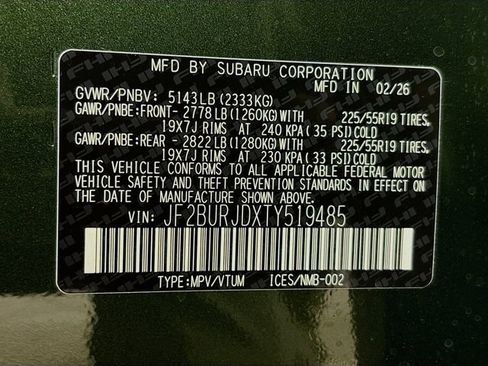 MFD BY SUBARU CORPORATION
MFD IN 02/26
GVWR/PNBV: 5143LB (2333KG)
GAWR/PNBE:FRONT- 2778 LB (1260KG) WITH 225/55R19 TIRES,
19X7J RIMS AT 240 KPA (35 PSI) COLD
GAWR/PNBE:REAR - 2822 LB (1280KG) WITH 225/55R19 TIRES,
19X7J RIMS AT 230 KPA (33 PSI) COLD
THIS VEHICLE CONFORMS TO ALL APPLICABLE FEDERAL MOTOR
VEHICLE SAFETY AND THEFT PREVENTION STANDARDS IN EFFECT
ON THE DATE OF MANUFACTURE SHOWN ABOVE.
VIN: JF2BURJDXTY519485
TYPE:MPV/VTUM ICES/NMB-002